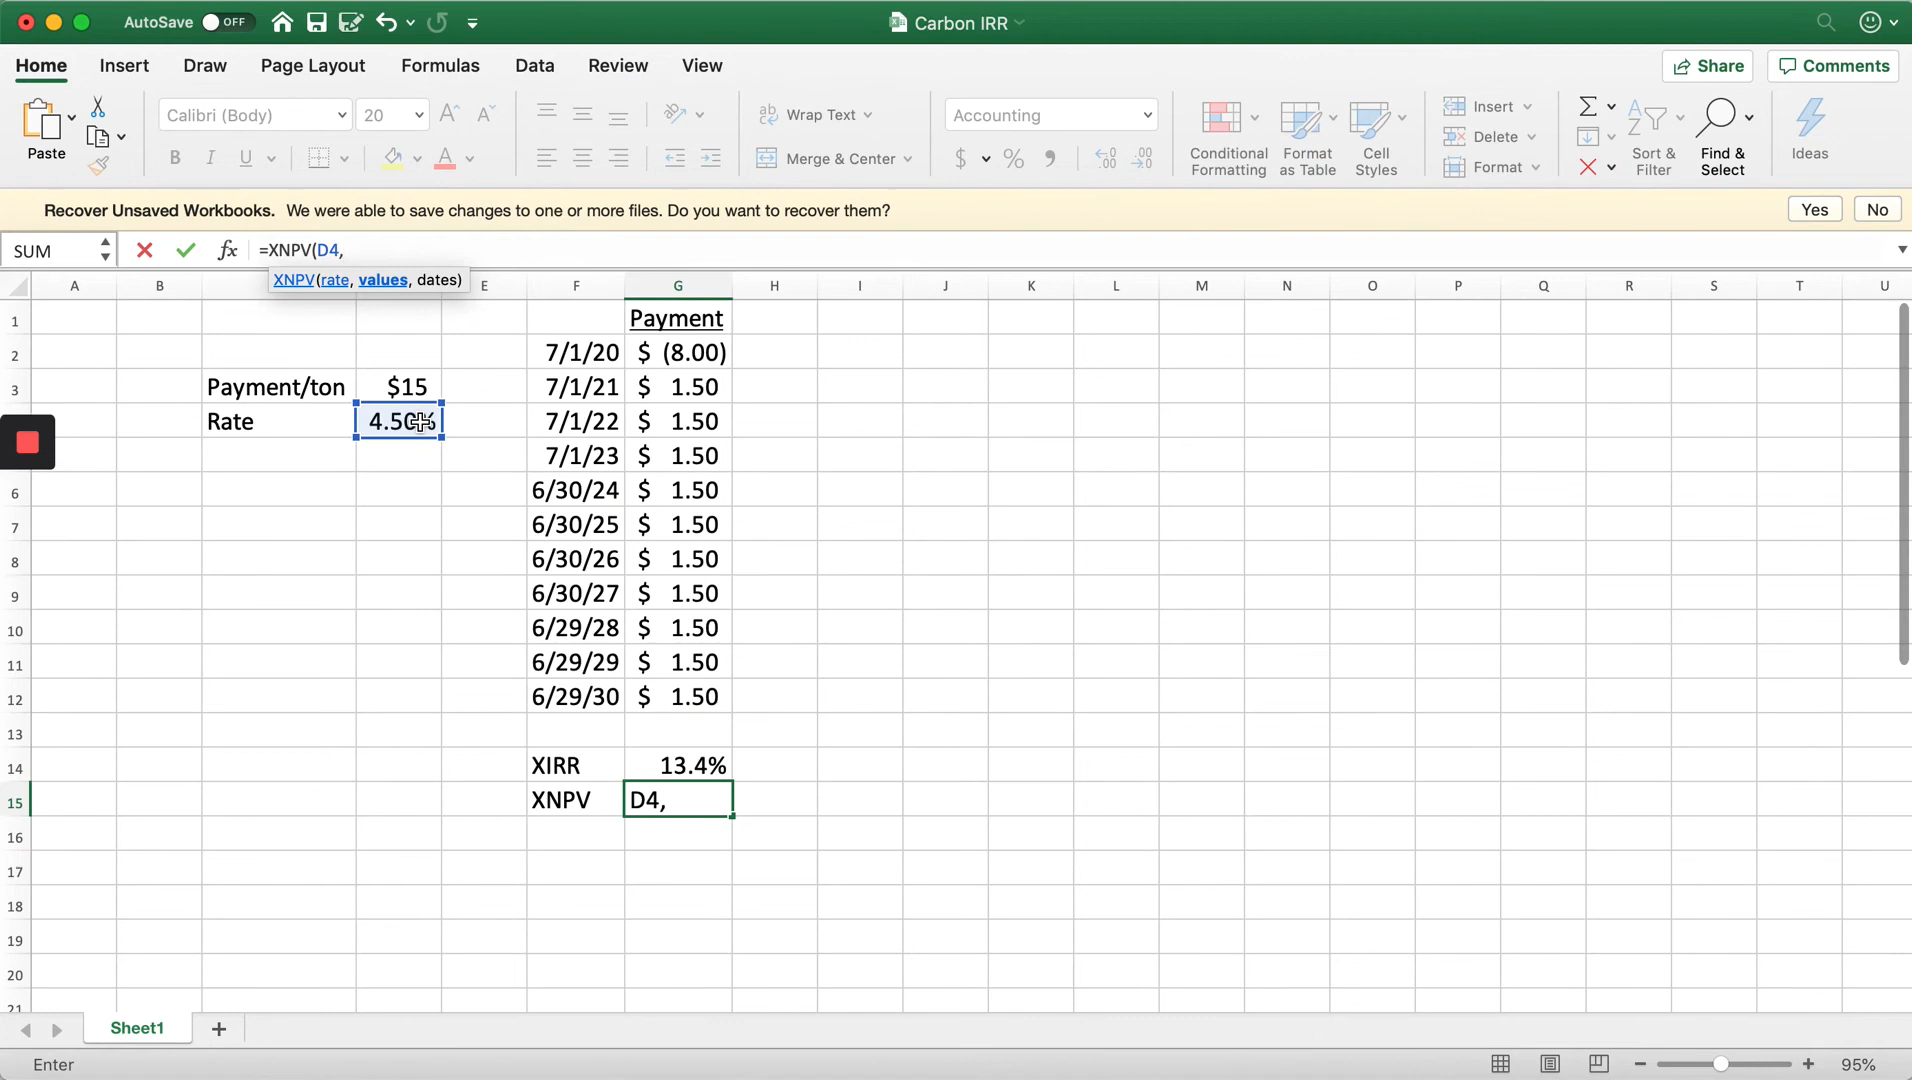 AutoSave OFF Carbon IRR
Home Insert Draw Page Layout Formulas Data Review View Share Comments
Paste Calibri (Body) 20 Wrap Text Accounting Insert
B I U Merge & Center $ % Conditional Formatting Format as Table Cell Styles Delete Format Sort & Filter Find & Select Ideas
Recover Unsaved Workbooks. We were able to save changes to one or more files. Do you want to recover them? Yes No
SUM fx =XNPV(D4,
XNPV(rate, values, dates)
A B E F G H I J K L M N O P Q R S T U
1 Payment
2 7/1/20 $ (8.00)
3 Payment/ton $15 7/1/21 $ 1.50
Rate 4.50% 7/1/22 $ 1.50
7/1/23 $ 1.50
6 6/30/24 $ 1.50
7 6/30/25 $ 1.50
8 6/30/26 $ 1.50
9 6/30/27 $ 1.50
10 6/29/28 $ 1.50
11 6/29/29 $ 1.50
12 6/29/30 $ 1.50
13
14 XIRR 13.4%
15 XNPV D4,
16
17
18
19
20
21
Sheet1 +
Enter 95%